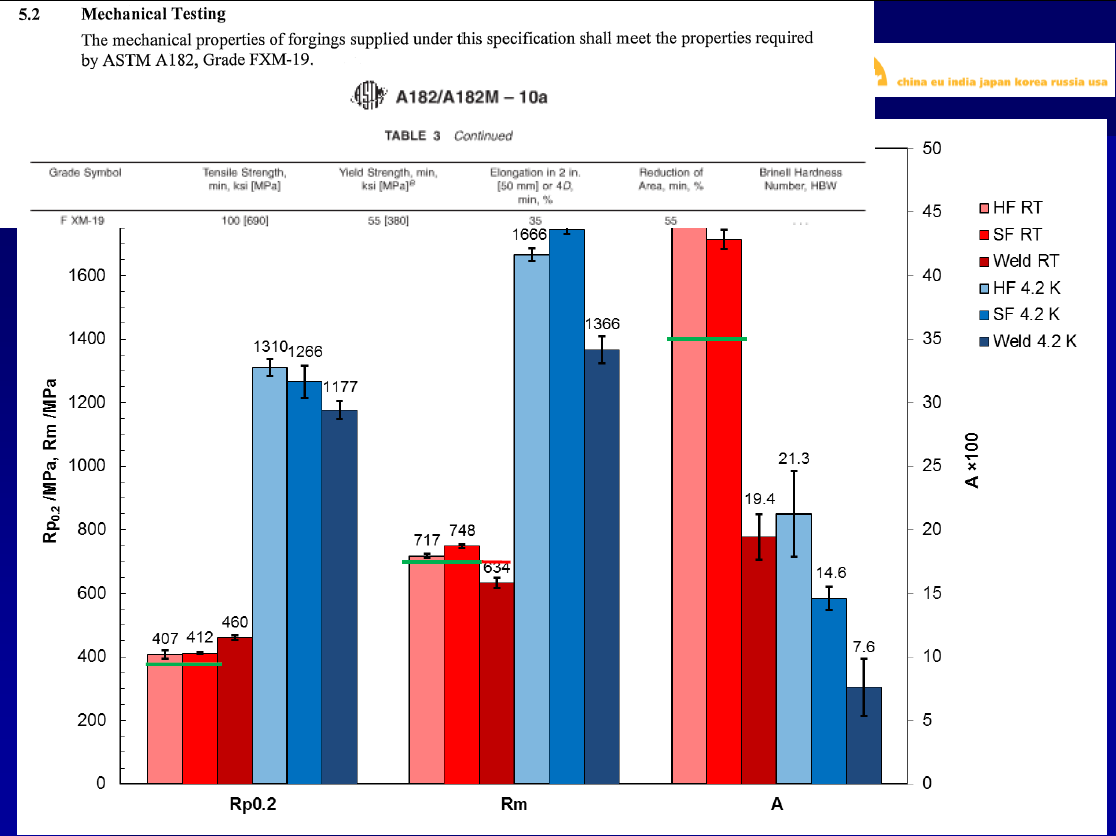 5.2 Mechanical Testing
The mechanical properties of forgings supplied under this specification shall meet the properties required
by ASTM A182, Grade FXM-19.
ASTM A182/A182M – 10a
china eu india japan korea russia usa
TABLE 3 Continued
Grade Symbol Tensile Strength, min, ksi [MPa] Yield Strength, min, ksi [MPa]B Elongation in 2 in. [50 mm] or 4D, min, % Reduction of Area, min, % Brinell Hardness Number, HBW
F XM-19 100 [690] 55 [380] 35 55 . . .
1600
1400
1200
1000
800
600
400
200
0
Rp0.2 /MPa, Rm /MPa
407
412
460
1310
1266
1177
717
748
634
1666
1366
19.4
21.3
14.6
7.6
Rp0.2
Rm
A
50
45
40
35
30
25
20
15
10
5
0
A ×100
HF RT
SF RT
Weld RT
HF 4.2 K
SF 4.2 K
Weld 4.2 K